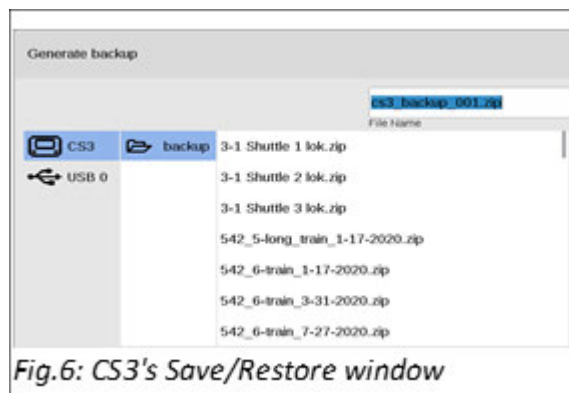 Generate backup
cs3_backup_001.zip
File Name
CS3
backup
3-1 Shuttle 1 lok.zip
USB 0
3-1 Shuttle 2 lok.zip
3-1 Shuttle 3 lok.zip
542_5-long_train_1-17-2020.zip
542_6-train_1-17-2020.zip
542_6-train_3-31-2020.zip
542_6-train_7-27-2020.zip
Fig.6: CS3's Save/Restore window